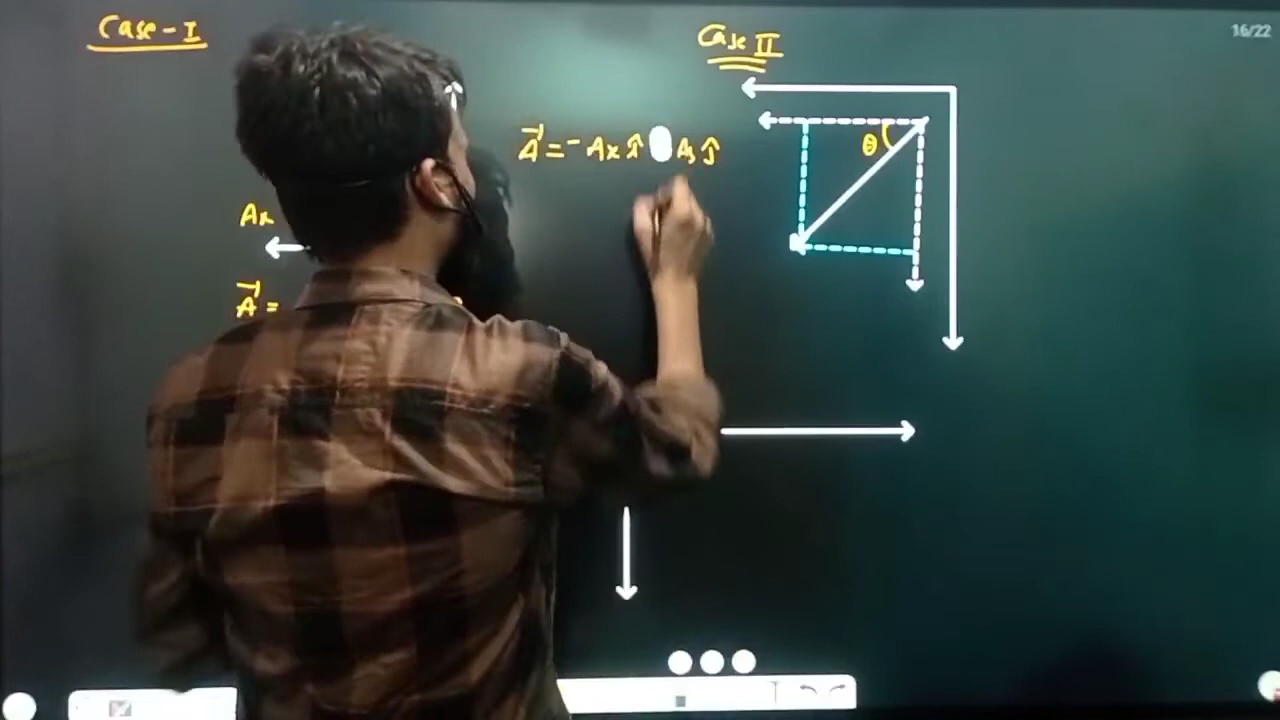 Case-I
Case II
16/22
A⃗ = - Ax î Ay ĵ
θ
Ax
A⃗ =